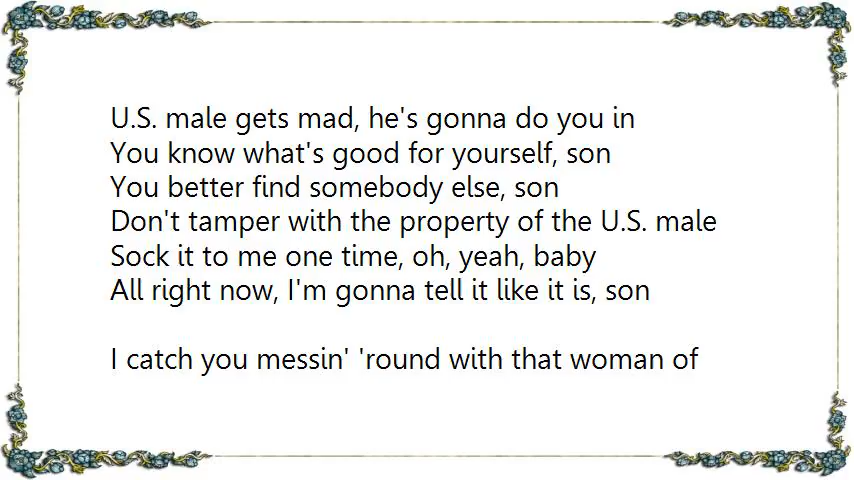 U.S. male gets mad, he's gonna do you in
You know what's good for yourself, son
You better find somebody else, son
Don't tamper with the property of the U.S. male
Sock it to me one time, oh, yeah, baby
All right now, I'm gonna tell it like it is, son
I catch you messin' 'round with that woman of